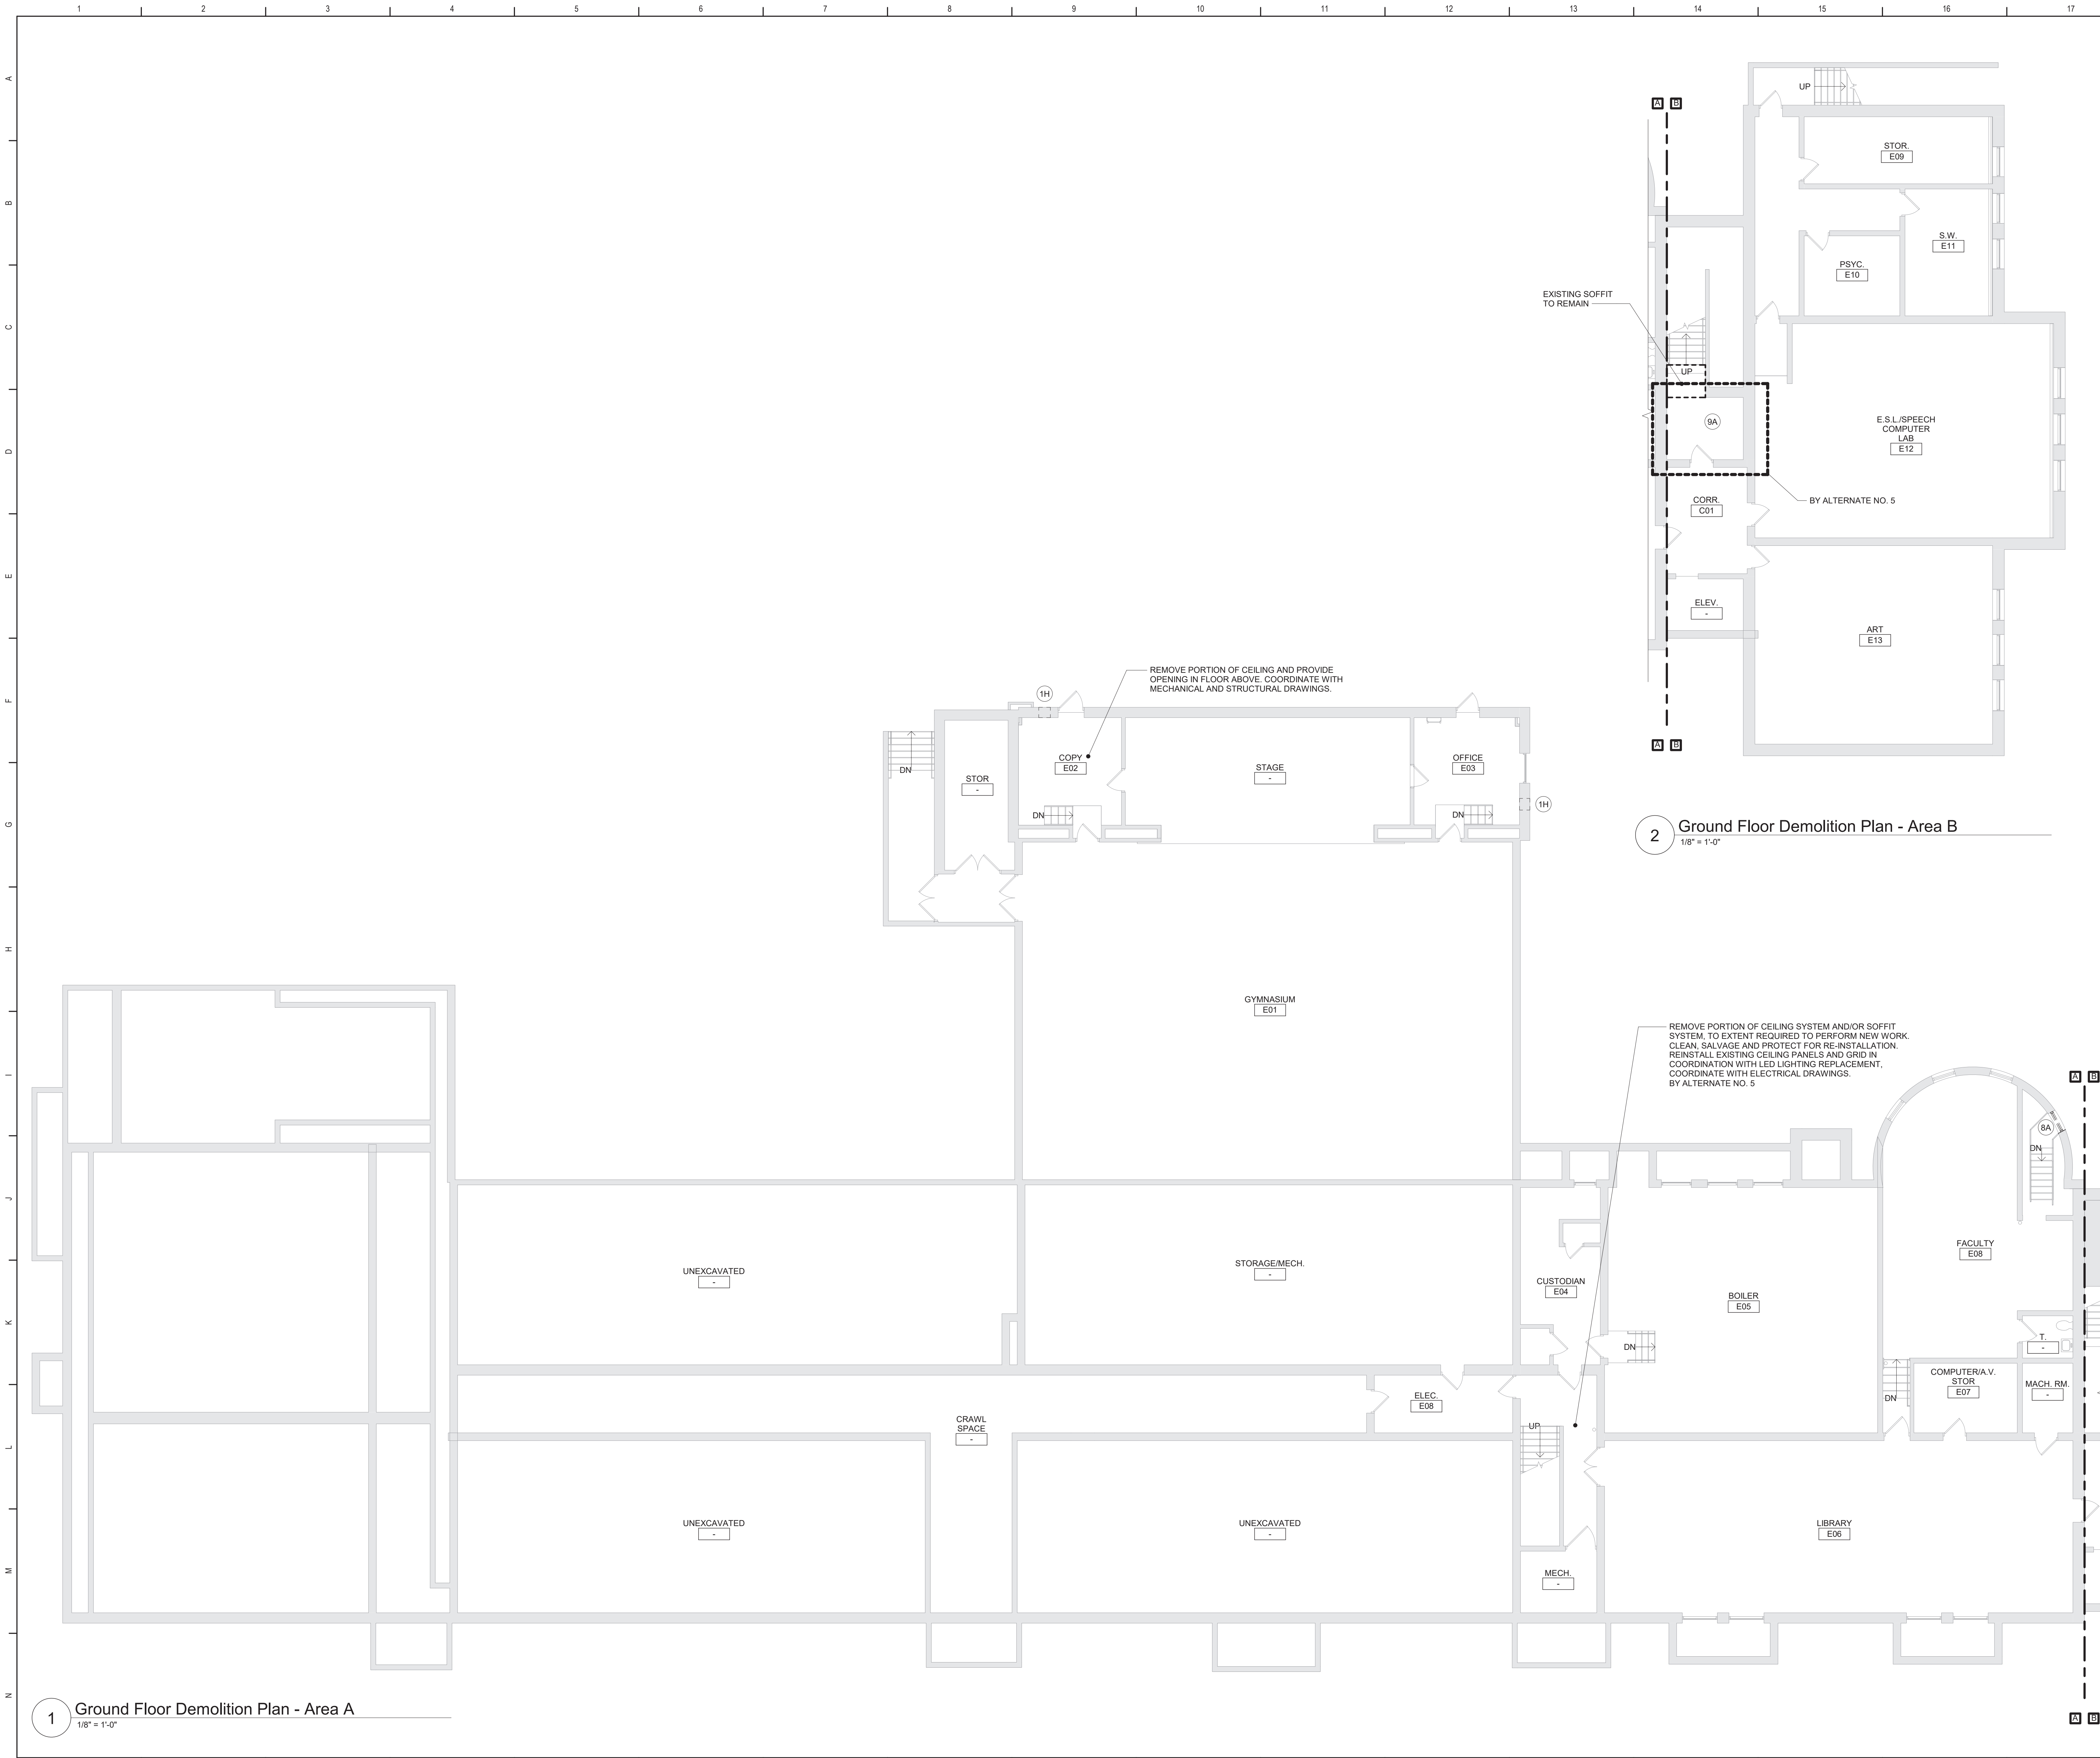 1 2 3 4 5 6 7 8 9 10 11 12 13 14 15 16 17
A
B
C
D
E
F
G
H
I
J
K
L
M
N
A B
UP
STOR.
E09
S.W.
E11
PSYC.
E10
EXISTING SOFFIT
TO REMAIN
UP
9A
E.S.L./SPEECH
COMPUTER
LAB
E12
BY ALTERNATE NO. 5
CORR.
C01
ELEV.
-
ART
E13
A B
2
Ground Floor Demolition Plan - Area B
1/8" = 1'-0"
REMOVE PORTION OF CEILING AND PROVIDE
OPENING IN FLOOR ABOVE. COORDINATE WITH
MECHANICAL AND STRUCTURAL DRAWINGS.
1H
DN
STOR
-
COPY
E02
DN
STAGE
-
OFFICE
E03
DN
1H
GYMNASIUM
E01
REMOVE PORTION OF CEILING SYSTEM AND/OR SOFFIT
SYSTEM, TO EXTENT REQUIRED TO PERFORM NEW WORK.
CLEAN, SALVAGE AND PROTECT FOR RE-INSTALLATION.
REINSTALL EXISTING CEILING PANELS AND GRID IN
COORDINATION WITH LED LIGHTING REPLACEMENT,
COORDINATE WITH ELECTRICAL DRAWINGS.
BY ALTERNATE NO. 5
A B
8A
DN
FACULTY
E08
UNEXCAVATED
-
STORAGE/MECH.
-
CUSTODIAN
E04
BOILER
E05
DN
T.
-
COMPUTER/A.V.
STOR
E07
MACH. RM.
-
DN
ELEC.
E08
CRAWL
SPACE
-
UP
UNEXCAVATED
-
UNEXCAVATED
-
LIBRARY
E06
MECH.
-
1
Ground Floor Demolition Plan - Area A
1/8" = 1'-0"
A B